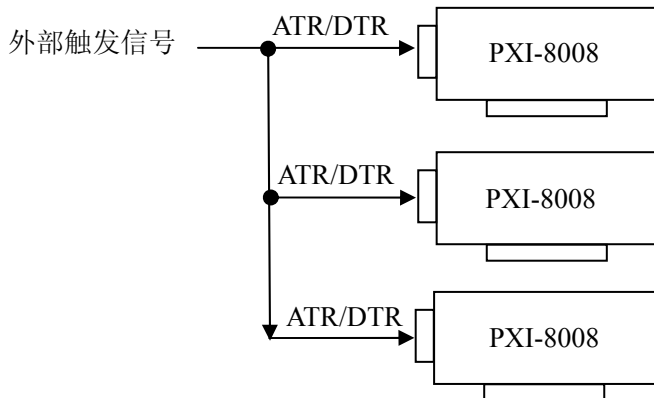 外部触发信号
ATR/DTR
PXI-8008
ATR/DTR
PXI-8008
ATR/DTR
PXI-8008